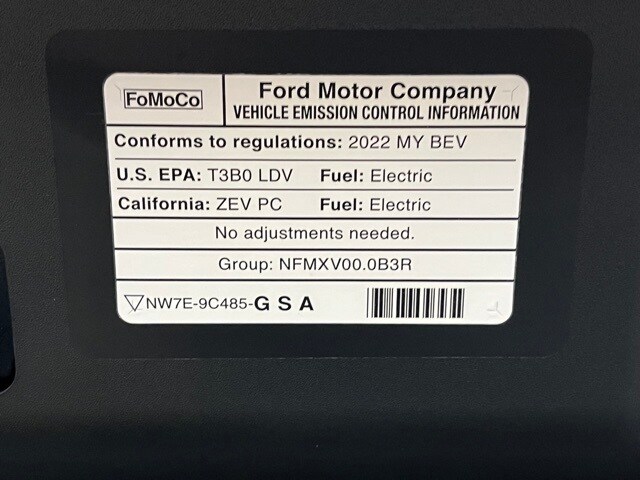 FoMoCo
Ford Motor Company
VEHICLE EMISSION CONTROL INFORMATION
Conforms to regulations: 2022 MY BEV
U.S. EPA: T3B0 LDV Fuel: Electric
California: ZEV PC Fuel: Electric
No adjustments needed.
Group: NFMXV00.0B3R
NW7E-9C485-G S A